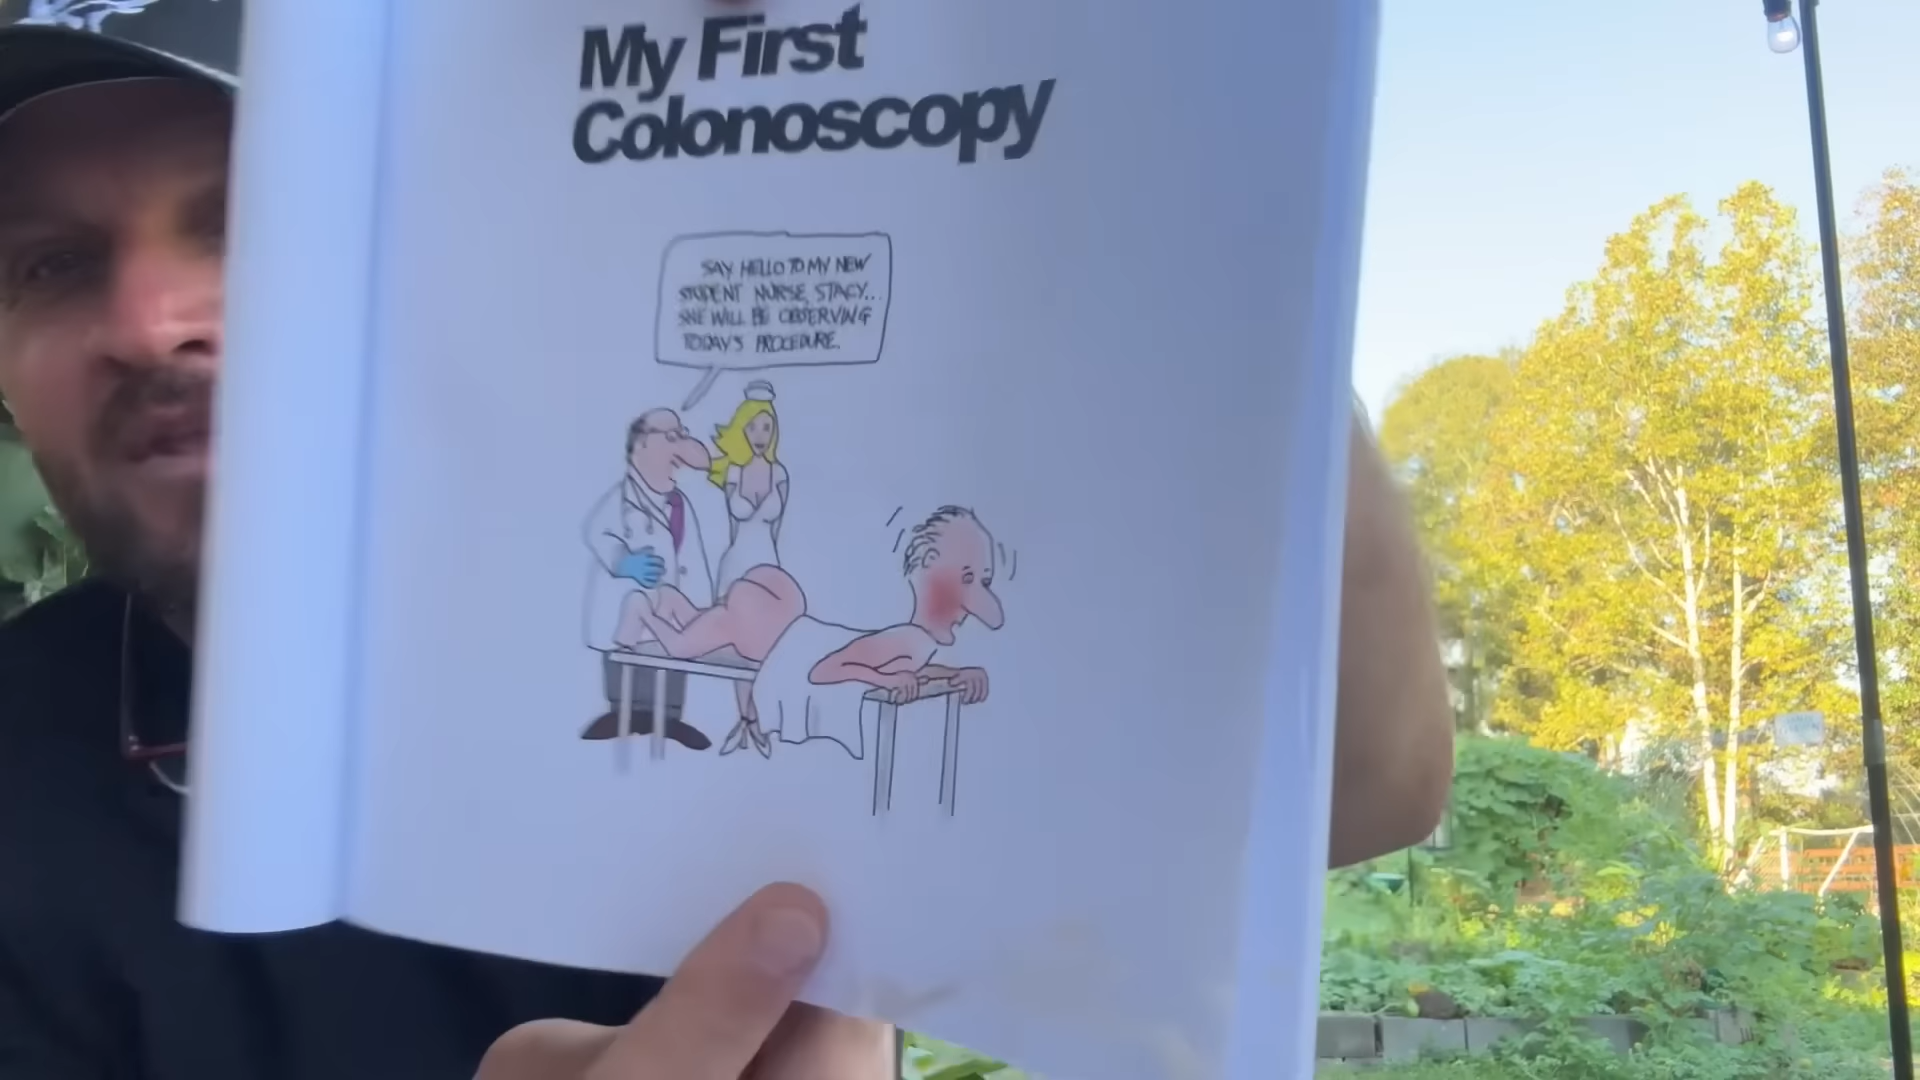 My First
Colonoscopy
SAY HELLO TO MY NEW
STUDENT NURSE, STACY...
SHE WILL BE OBSERVING
TODAY'S PROCEDURE.